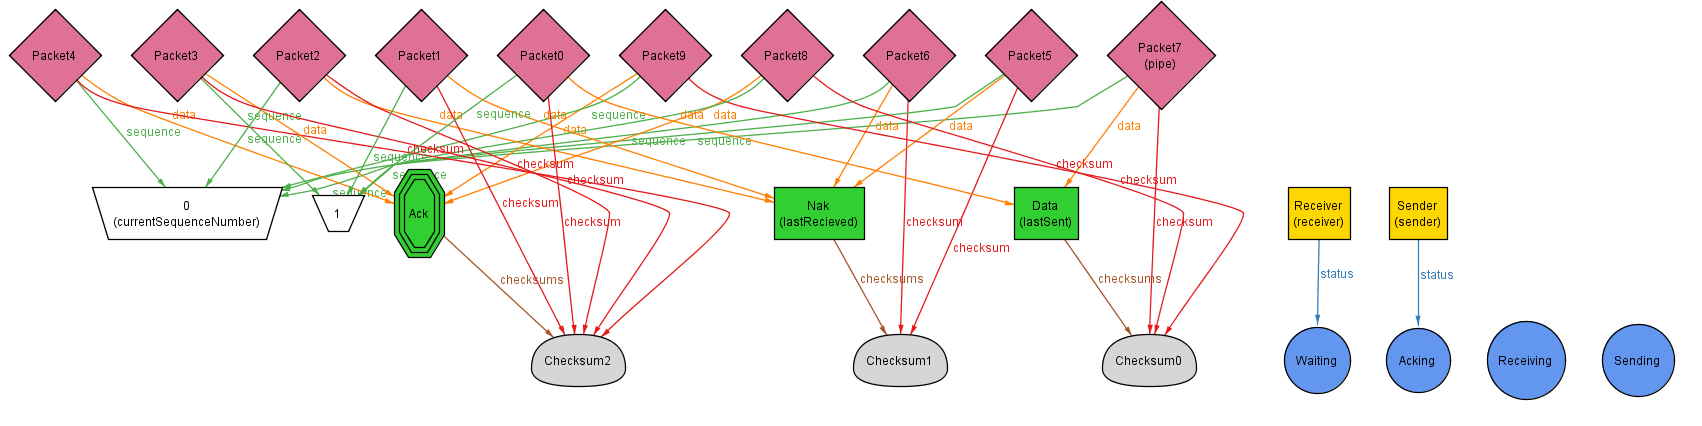 Packet4
Packet3
Packet2
Packet1
Packet0
Packet9
Packet8
Packet6
Packet5
Packet7
(pipe)
data
sequence
data
sequence
data
sequence
data
data
sequence
data
data
data
data
data
sequence
sequence
sequence
sequence
sequence
sequence
sequence
checksum
checksum
checksum
checksum
checksum
0
(currentSequenceNumber)
1
Ack
Nak
(lastRecieved)
Data
(lastSent)
Receiver
(receiver)
Sender
(sender)
checksum
checksum
checksum
checksum
checksum
checksums
checksums
checksums
status
status
Checksum2
Checksum1
Checksum0
Waiting
Acking
Receiving
Sending